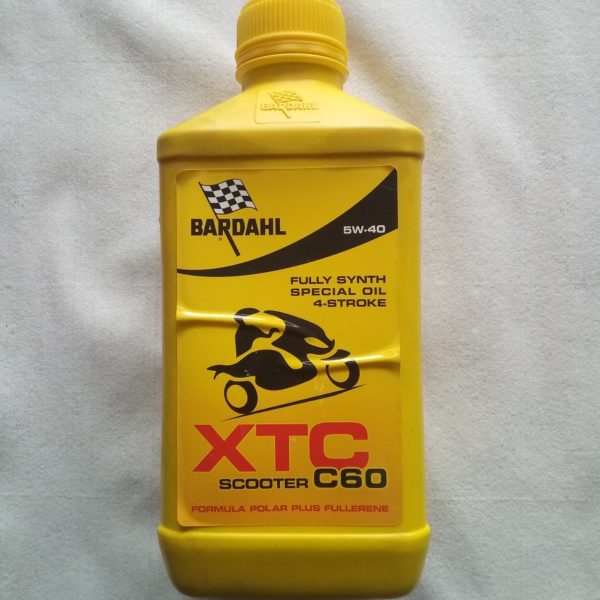 BARDAHL
BARDAHL
5W-40
FULLY SYNTH
SPECIAL OIL
4-STROKE
XTC
SCOOTER C60
FORMULA POLAR PLUS FULLERENE